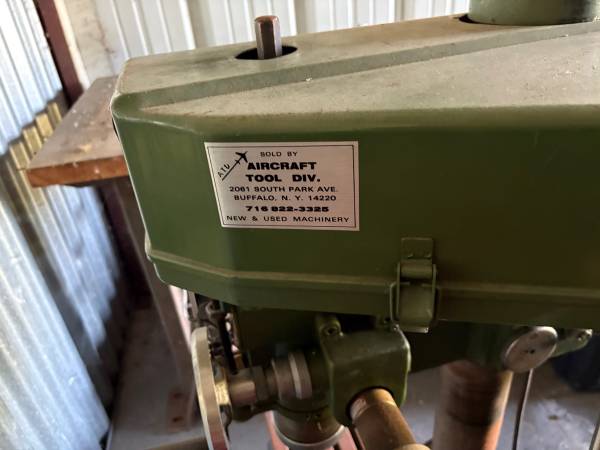 SOLD BY
ATD
AIRCRAFT
TOOL DIV.
2061 SOUTH PARK AVE.
BUFFALO, N. Y. 14220
716 822-3325
NEW & USED MACHINERY